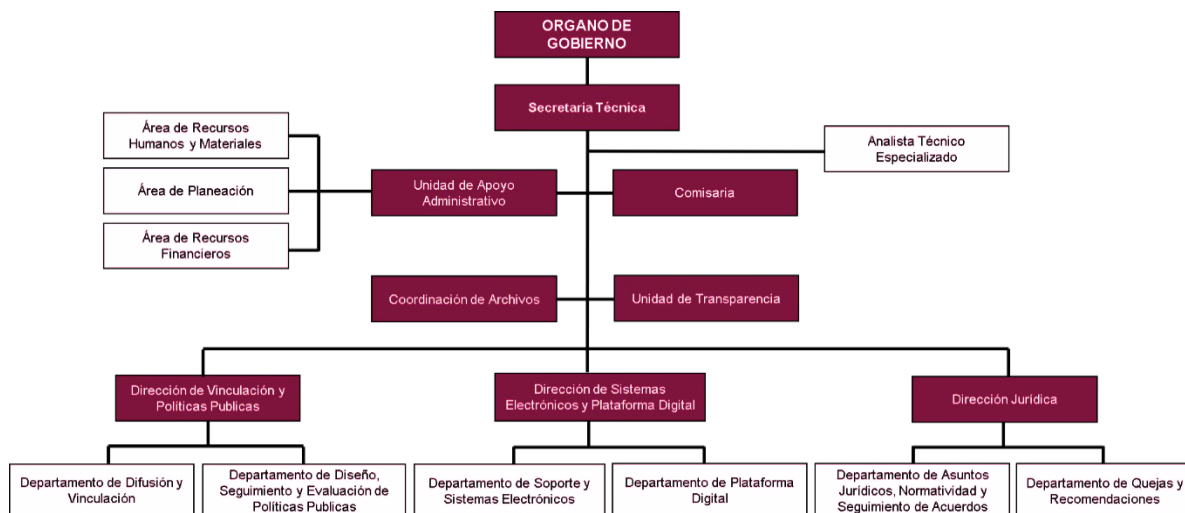 ORGANO DE
GOBIERNO
Secretaria Técnica
Área de Recursos
Humanos y Materiales
Analista Técnico
Especializado
Área de Planeación
Unidad de Apoyo
Administrativo
Comisaria
Área de Recursos
Financieros
Coordinación de Archivos
Unidad de Transparencia
Dirección de Vinculación y
Políticas Publicas
Dirección de Sistemas
Electrónicos y Plataforma Digital
Dirección Jurídica
Departamento de Difusión y
Vinculación
Departamento de Diseño,
Seguimiento y Evaluación de
Políticas Publicas
Departamento de Soporte y
Sistemas Electrónicos
Departamento de Plataforma
Digital
Departamento de Asuntos
Jurídicos, Normatividad y
Seguimiento de Acuerdos
Departamento de Quejas y
Recomendaciones